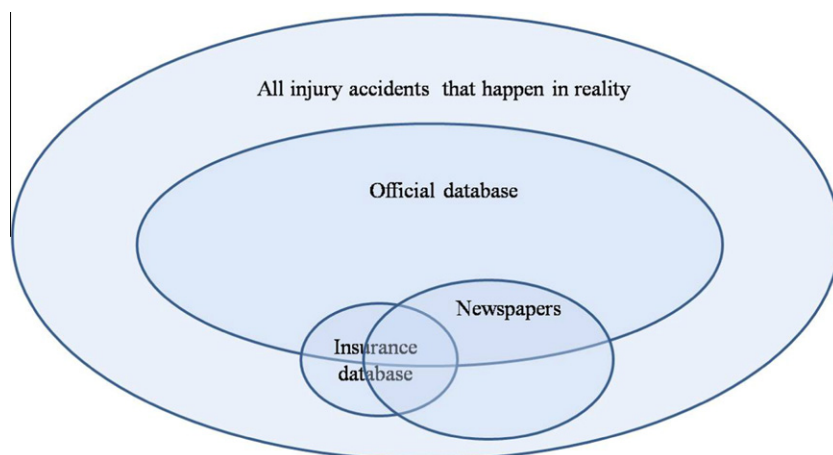 All injury accidents that happen in reality
Official database
Newspapers
Insurance
database